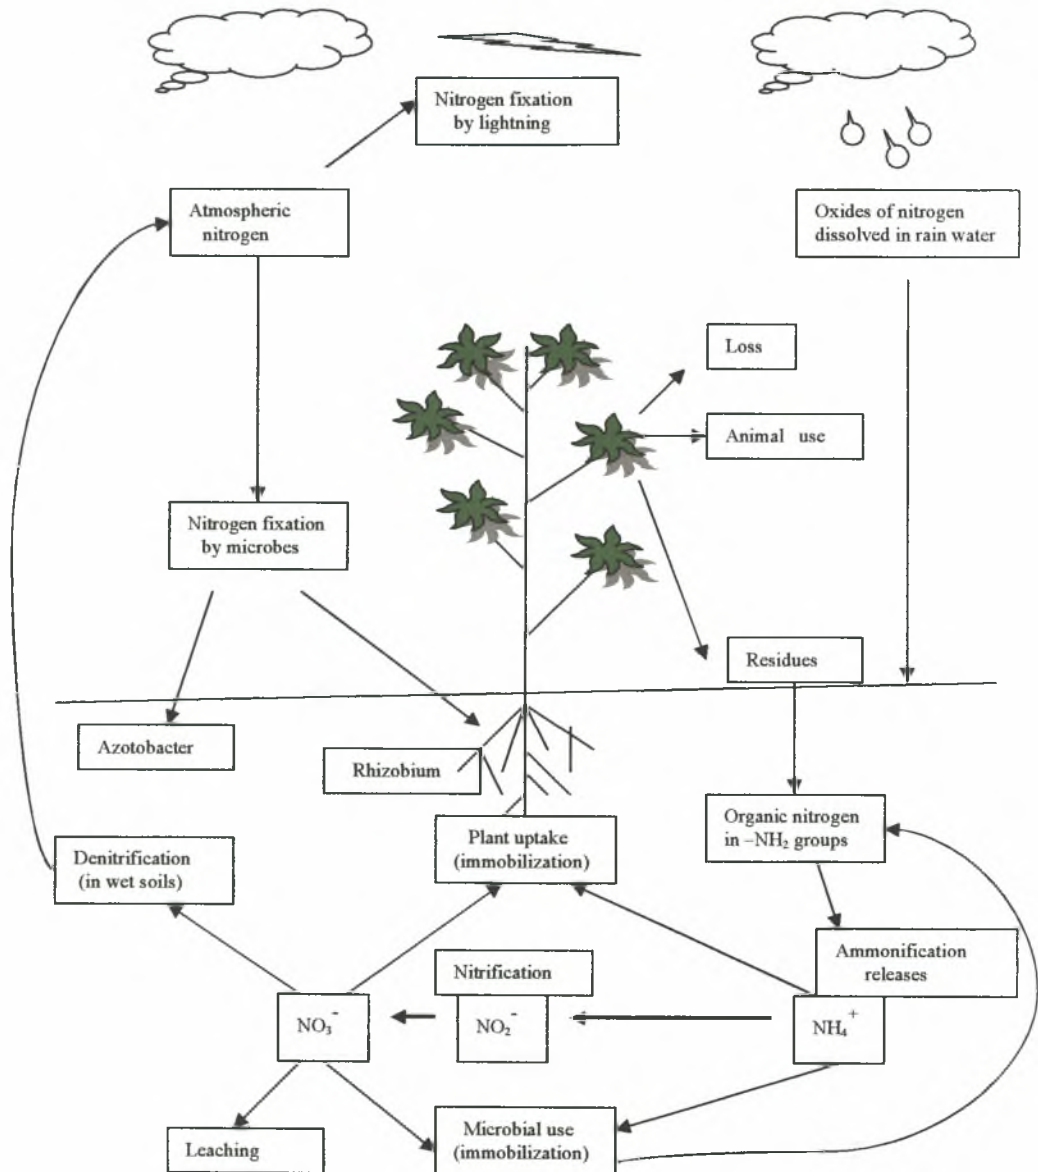 Nitrogen fixation
by lightning
Atmospheric
nitrogen
Oxides of nitrogen
dissolved in rain water
Loss
Animal use
Nitrogen fixation
by microbes
Residues
Azotobacter
Rhizobium
Organic nitrogen
in –NH₂ groups
Plant uptake
(immobilization)
Denitrification
(in wet soils)
Ammonification
releases
Nitrification
NO₃⁻
NO₂⁻
NH₄⁺
Microbial use
(immobilization)
Leaching